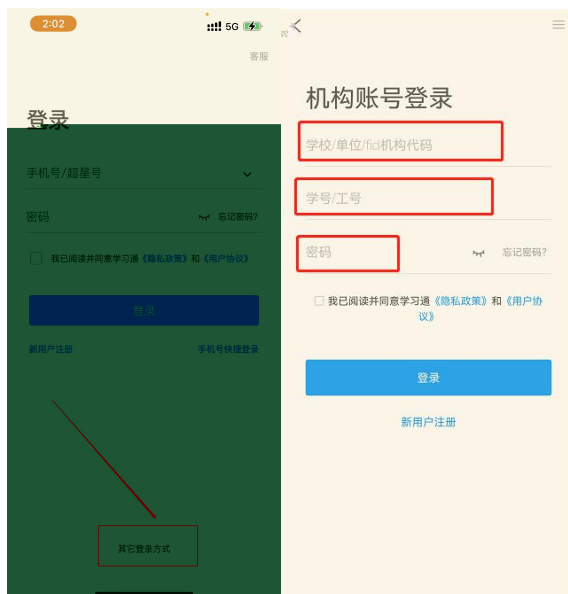 2:02
5G
客服
登录
手机号/超星号
密码
忘记密码?
我已阅读并同意学习通《隐私政策》和《用户协议》
登录
新用户注册
手机号快捷登录
其它登录方式
机构账号登录
学校/单位/fid机构代码
学号/工号
密码
忘记密码?
我已阅读并同意学习通《隐私政策》和《用户协
议》
登录
新用户注册